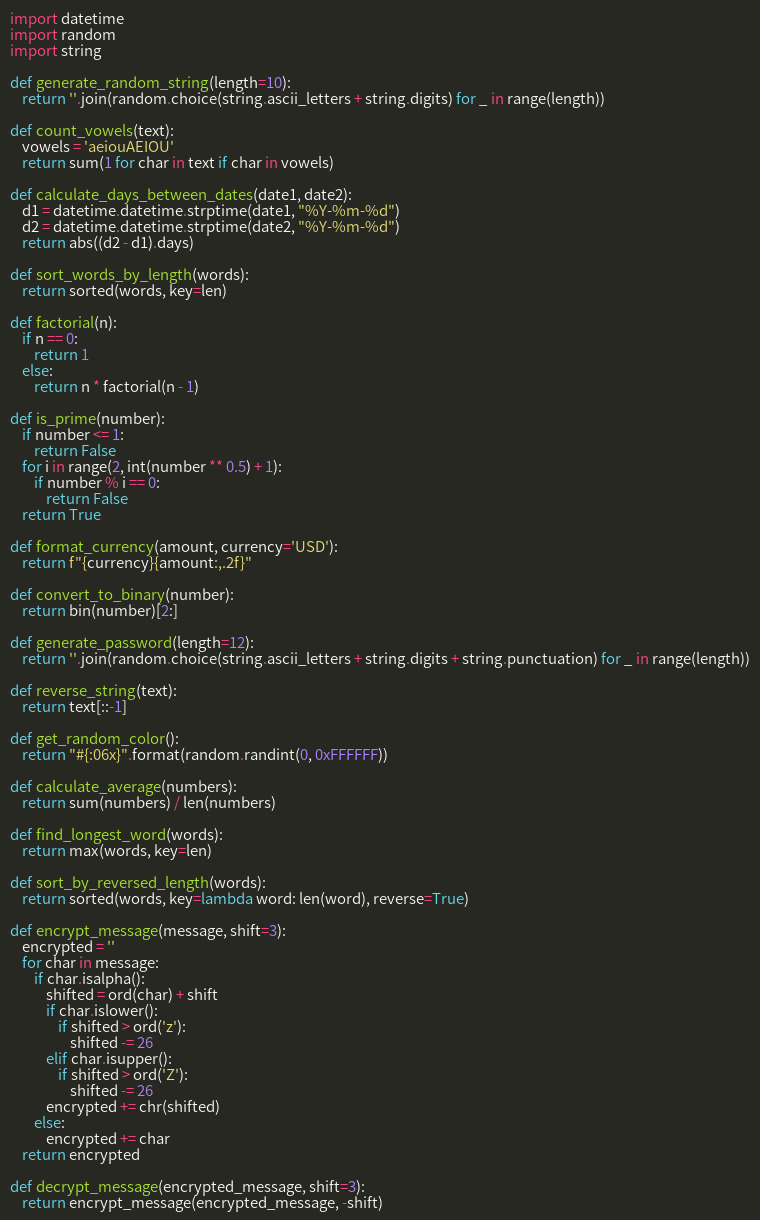 import datetime
import random
import string

def generate_random_string(length=10):
    return ''.join(random.choice(string.ascii_letters + string.digits) for _ in range(length))

def count_vowels(text):
    vowels = 'aeiouAEIOU'
    return sum(1 for char in text if char in vowels)

def calculate_days_between_dates(date1, date2):
    d1 = datetime.datetime.strptime(date1, "%Y-%m-%d")
    d2 = datetime.datetime.strptime(date2, "%Y-%m-%d")
    return abs((d2 - d1).days)

def sort_words_by_length(words):
    return sorted(words, key=len)

def factorial(n):
    if n == 0:
        return 1
    else:
        return n * factorial(n - 1)

def is_prime(number):
    if number <= 1:
        return False
    for i in range(2, int(number ** 0.5) + 1):
        if number % i == 0:
            return False
    return True

def format_currency(amount, currency='USD'):
    return f"{currency}{amount:,.2f}"

def convert_to_binary(number):
    return bin(number)[2:]

def generate_password(length=12):
    return ''.join(random.choice(string.ascii_letters + string.digits + string.punctuation) for _ in range(length))

def reverse_string(text):
    return text[::-1]

def get_random_color():
    return "#{:06x}".format(random.randint(0, 0xFFFFFF))

def calculate_average(numbers):
    return sum(numbers) / len(numbers)

def find_longest_word(words):
    return max(words, key=len)

def sort_by_reversed_length(words):
    return sorted(words, key=lambda word: len(word), reverse=True)

def encrypt_message(message, shift=3):
    encrypted = ''
    for char in message:
        if char.isalpha():
            shifted = ord(char) + shift
            if char.islower():
                if shifted > ord('z'):
                    shifted -= 26
            elif char.isupper():
                if shifted > ord('Z'):
                    shifted -= 26
            encrypted += chr(shifted)
        else:
            encrypted += char
    return encrypted

def decrypt_message(encrypted_message, shift=3):
    return encrypt_message(encrypted_message, -shift)